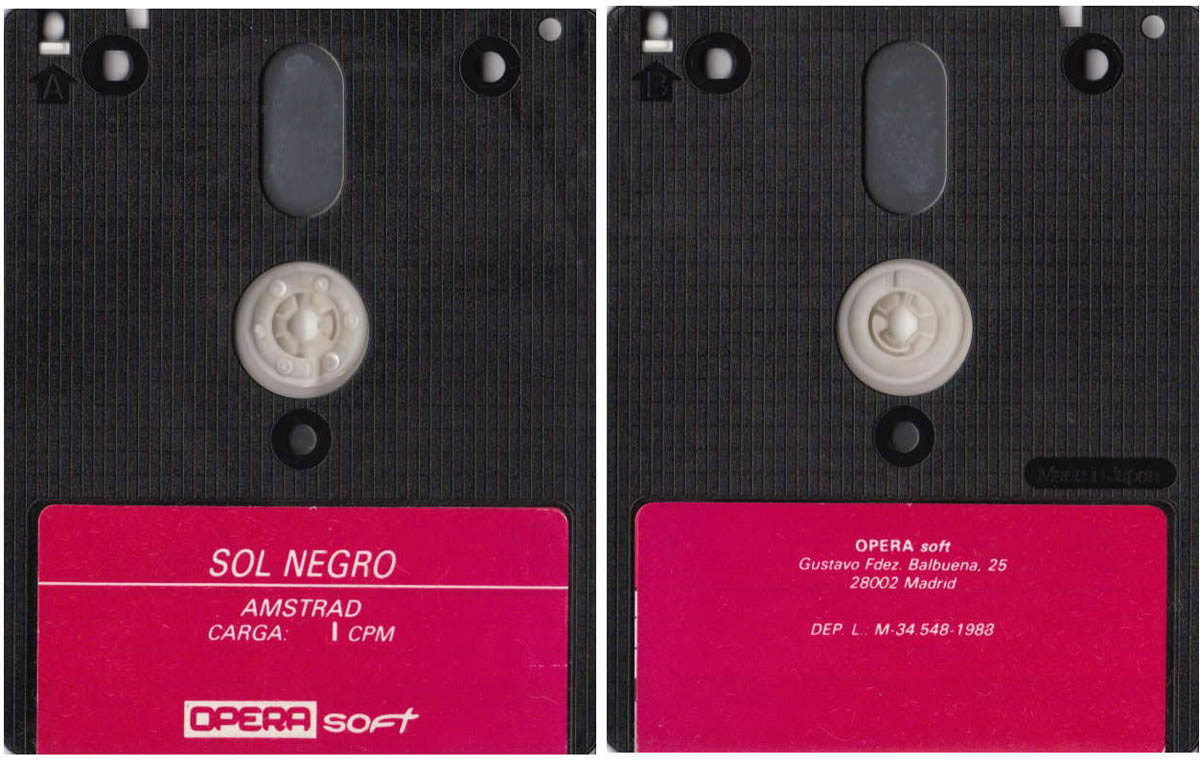 A
SOL NEGRO
AMSTRAD
CARGA: | CPM
OPERA soft
B
Made in Japan
OPERA soft
Gustavo Fdez. Balbuena, 25
28002 Madrid
DEP. L.: M-34.548-1988